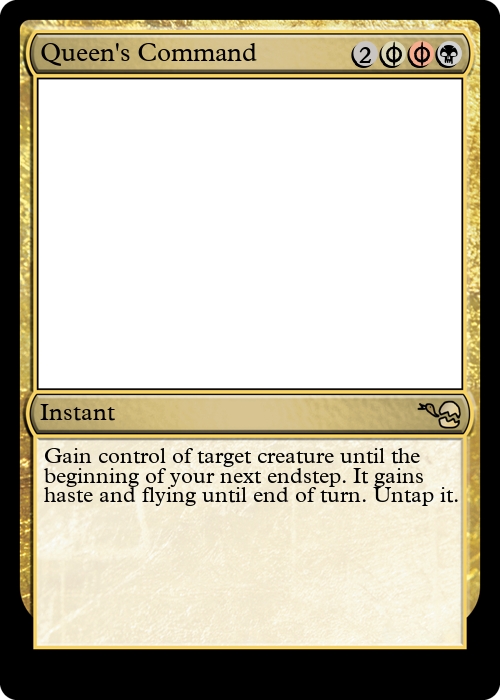 Queen's Command 2
Instant
Gain control of target creature until the
beginning of your next endstep. It gains
haste and flying until end of turn. Untap it.